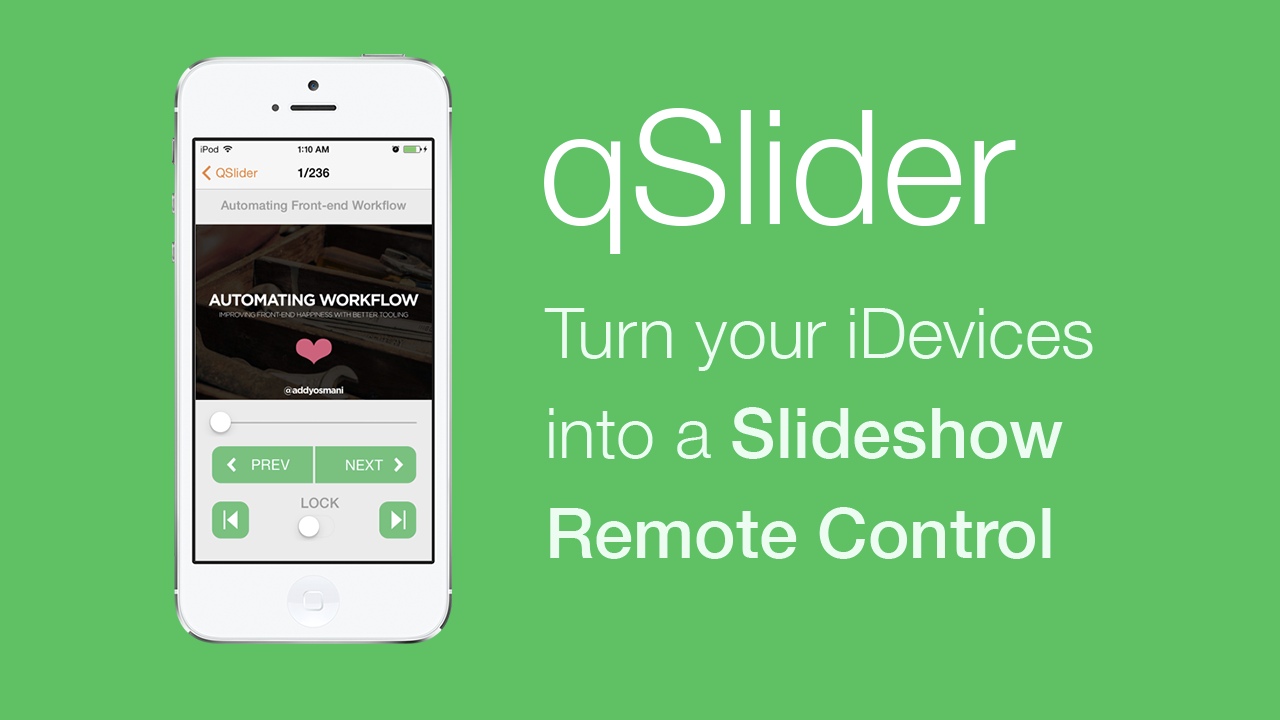 iPod 1:10 AM
QSlider 1/236
Automating Front-end Workflow
AUTOMATING WORKFLOW
IMPROVING FRONT-END HAPPINESS WITH BETTER TOOLING
@addyosmani
PREV NEXT
LOCK
qSlider
Turn your iDevices
into a Slideshow
Remote Control